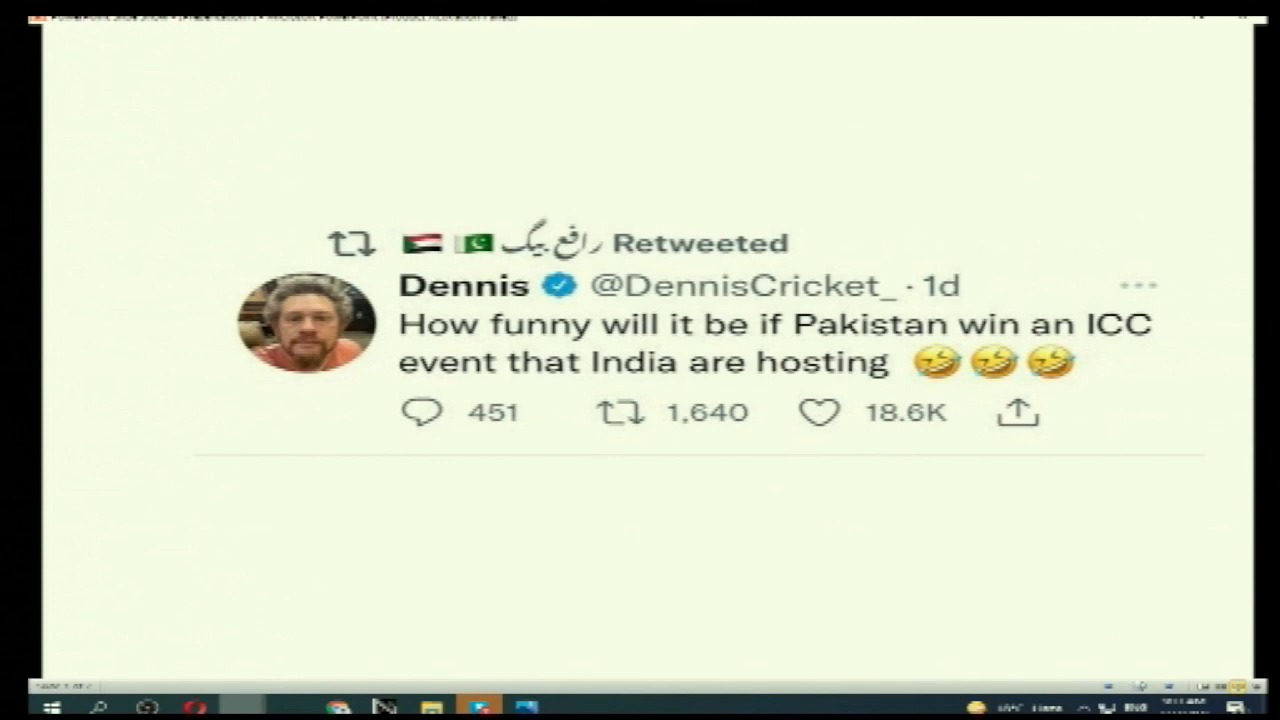 رافع بیگ Retweeted
Dennis @DennisCricket_ · 1d
How funny will it be if Pakistan win an ICC
event that India are hosting 🤣🤣🤣
451 1,640 18.6K
ENG